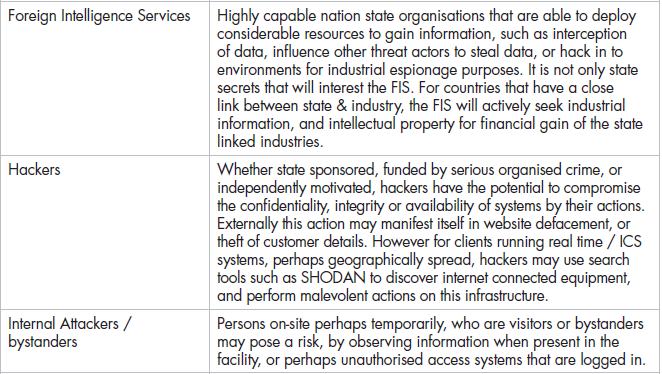 Foreign Intelligence Services
Highly capable nation state organisations that are able to deploy
considerable resources to gain information, such as interception
of data, influence other threat actors to steal data, or hack in to
environments for industrial espionage purposes. It is not only state
secrets that will interest the FIS. For countries that have a close
link between state & industry, the FIS will actively seek industrial
information, and intellectual property for financial gain of the state
linked industries.
Hackers
Whether state sponsored, funded by serious organised crime, or
independently motivated, hackers have the potential to compromise
the confidentiality, integrity or availability of systems by their actions.
Externally this action may manifest itself in website defacement, or
theft of customer details. However for clients running real time / ICS
systems, perhaps geographically spread, hackers may use search
tools such as SHODAN to discover internet connected equipment,
and perform malevolent actions on this infrastructure.
Internal Attackers /
bystanders
Persons on-site perhaps temporarily, who are visitors or bystanders
may pose a risk, by observing information when present in the
facility, or perhaps unauthorised access systems that are logged in.